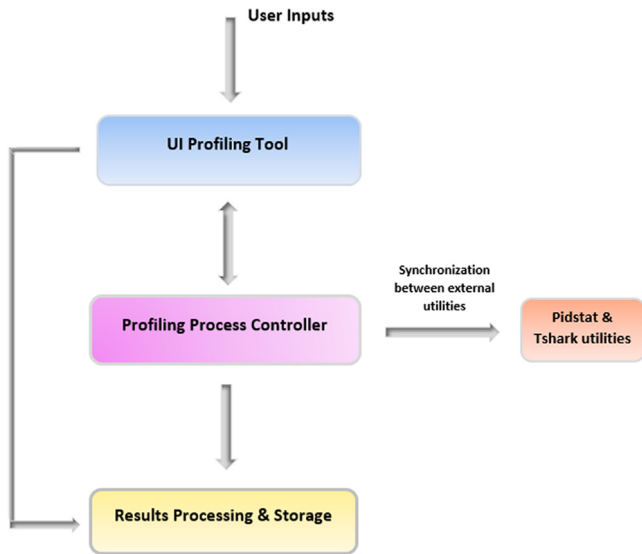 User Inputs
UI Profiling Tool
Synchronization
between external
utilities
Profiling Process Controller
Pidstat &
Tshark utilities
Results Processing & Storage